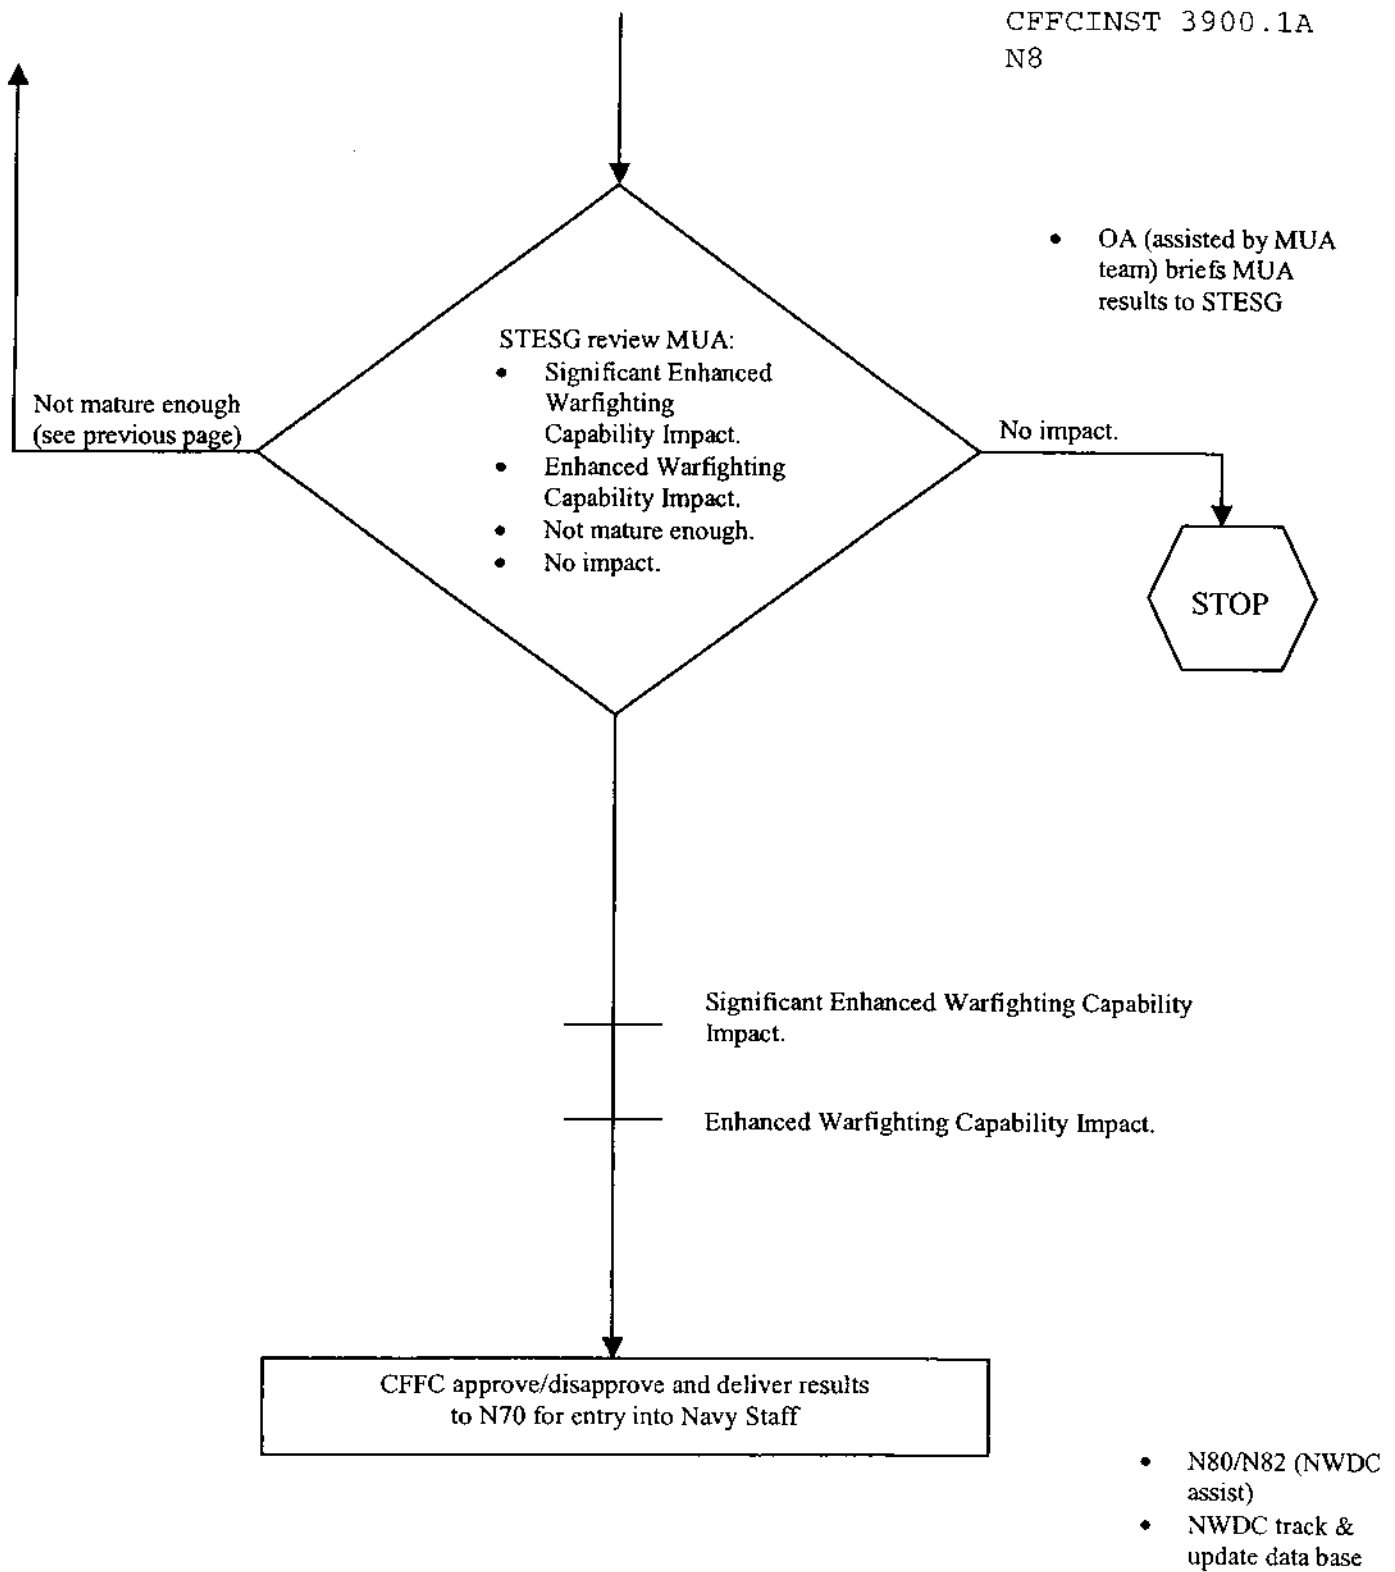 CFFCINST 3900.1A
N8
• OA (assisted by MUA
team) briefs MUA
results to STESG
STESG review MUA:
• Significant Enhanced
Warfighting
Capability Impact.
• Enhanced Warfighting
Capability Impact.
• Not mature enough.
• No impact.
Not mature enough
(see previous page)
No impact.
STOP
Significant Enhanced Warfighting Capability
Impact.
Enhanced Warfighting Capability Impact.
CFFC approve/disapprove and deliver results
to N70 for entry into Navy Staff
• N80/N82 (NWDC
assist)
• NWDC track &
update data base